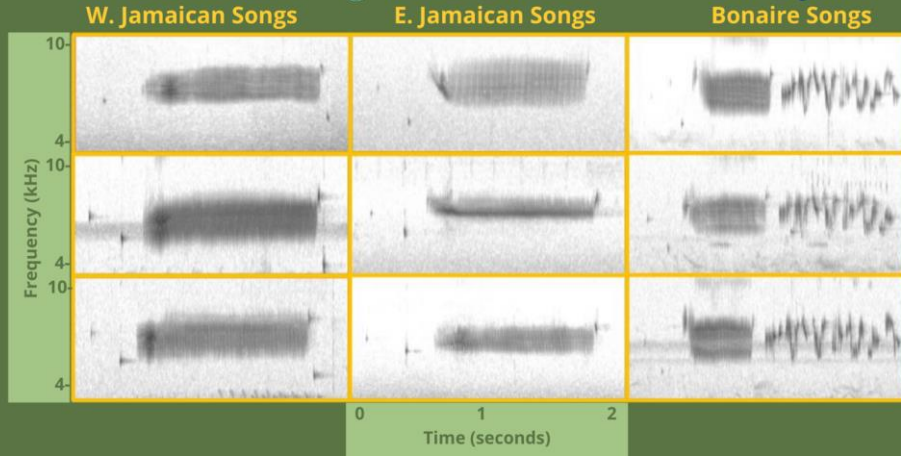 W. Jamaican Songs
E. Jamaican Songs
Bonaire Songs
Frequency (kHz)
10
4
10
4
10
4
0 1 2
Time (seconds)